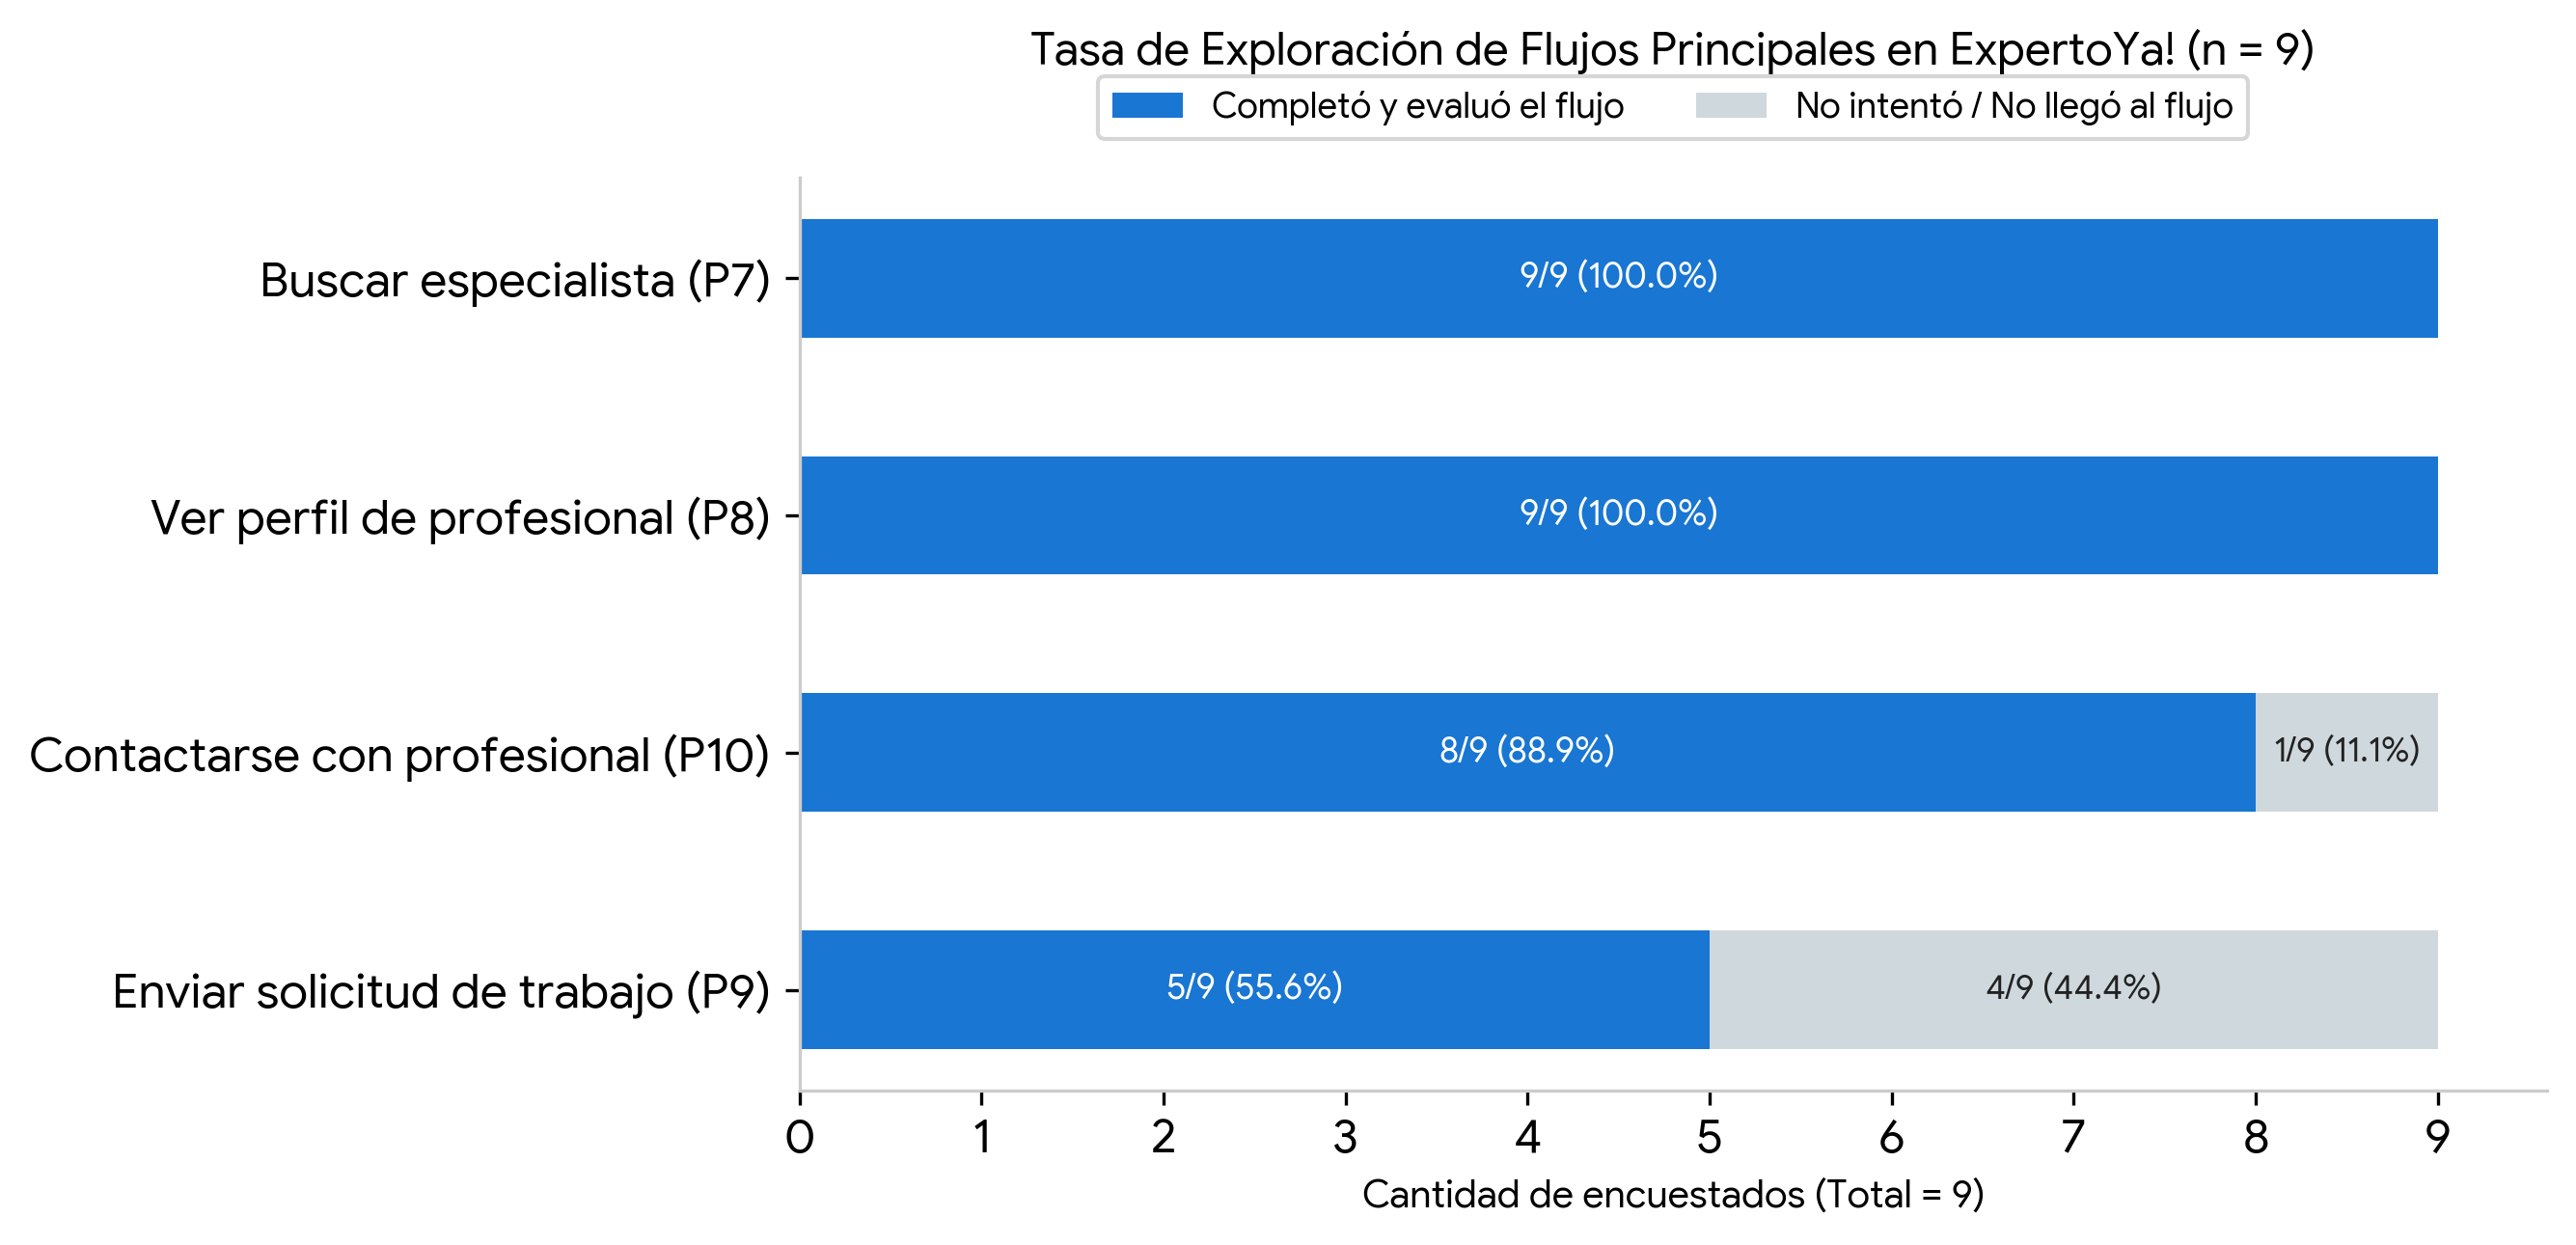 Tasa de Exploración de Flujos Principales en ExpertoYa! (n = 9)
Completó y evaluó el flujo No intentó / No llegó al flujo
Buscar especialista (P7) 9/9 (100.0%)
Ver perfil de profesional (P8) 9/9 (100.0%)
Contactarse con profesional (P10) 8/9 (88.9%) 1/9 (11.1%)
Enviar solicitud de trabajo (P9) 5/9 (55.6%) 4/9 (44.4%)
0 1 2 3 4 5 6 7 8 9
Cantidad de encuestados (Total = 9)